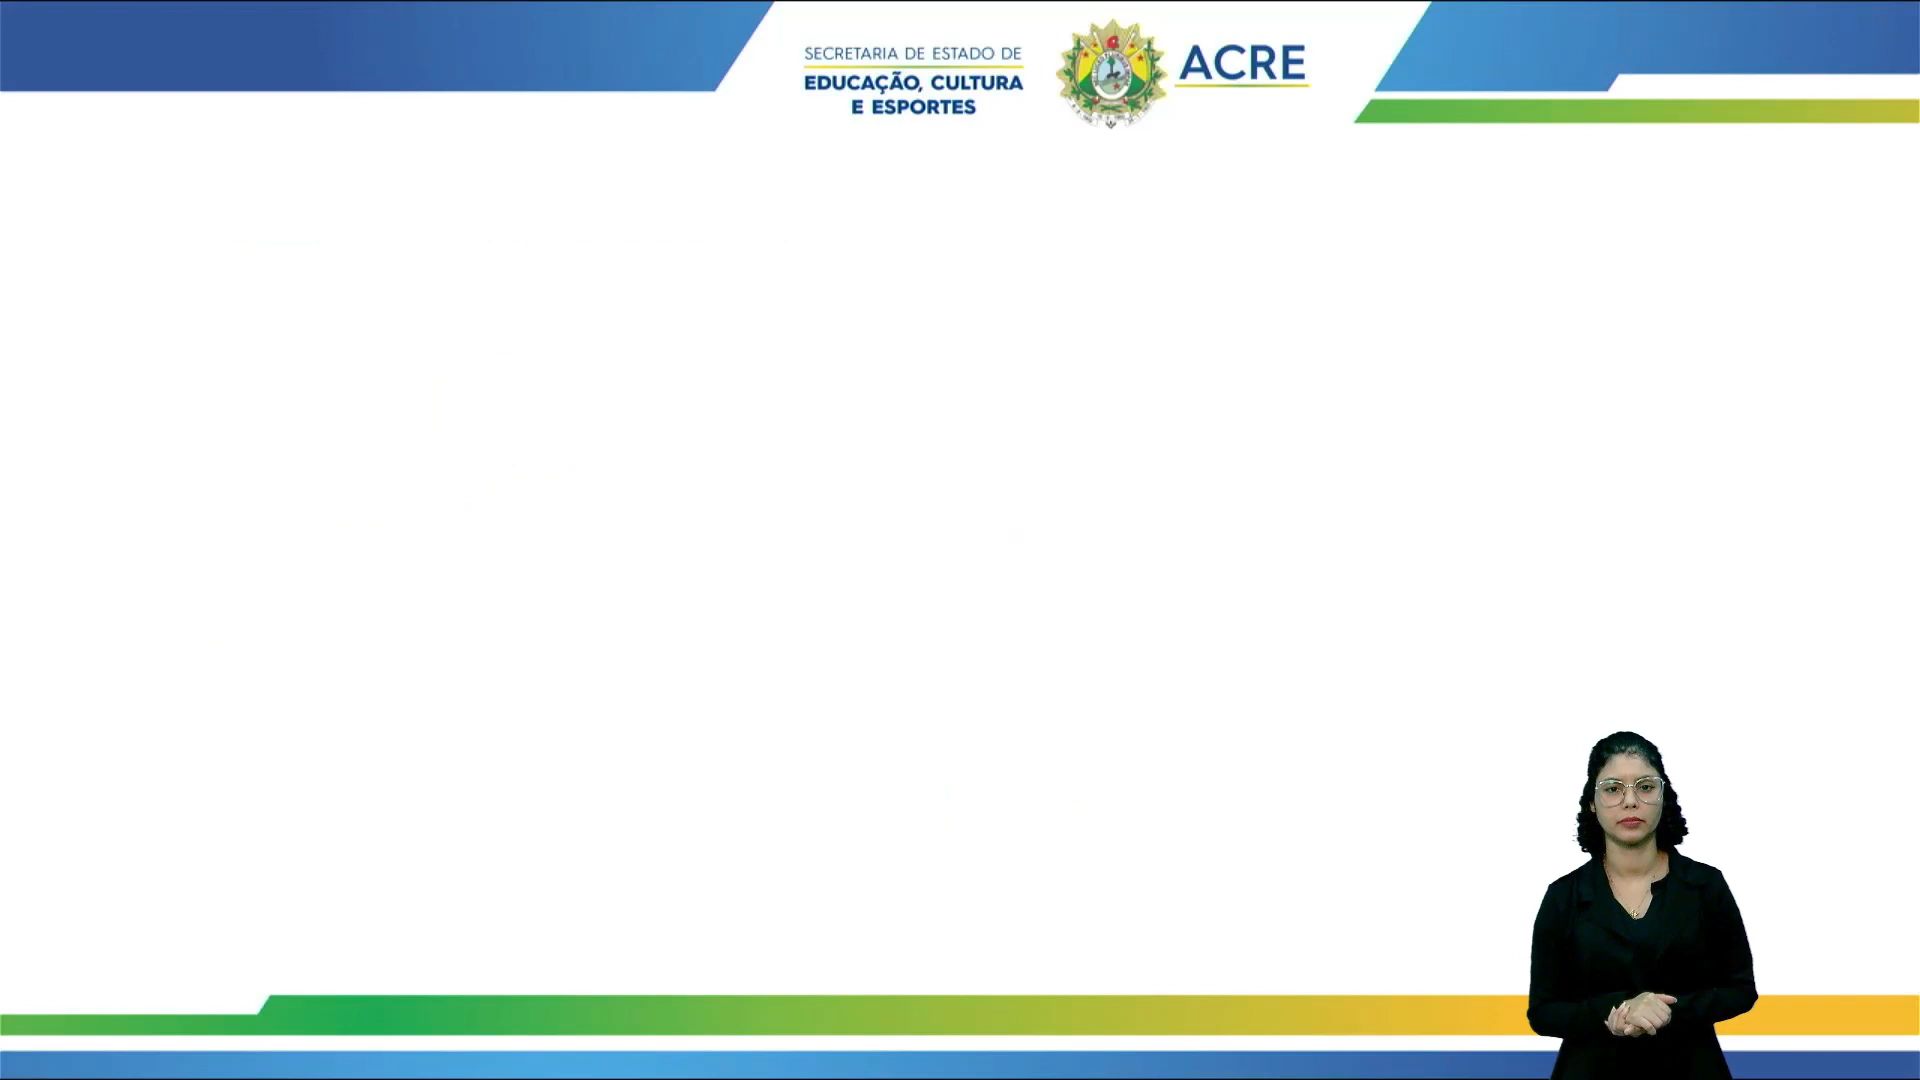 SECRETARIA DE ESTADO DE
EDUCAÇÃO, CULTURA
E ESPORTES
ACRE